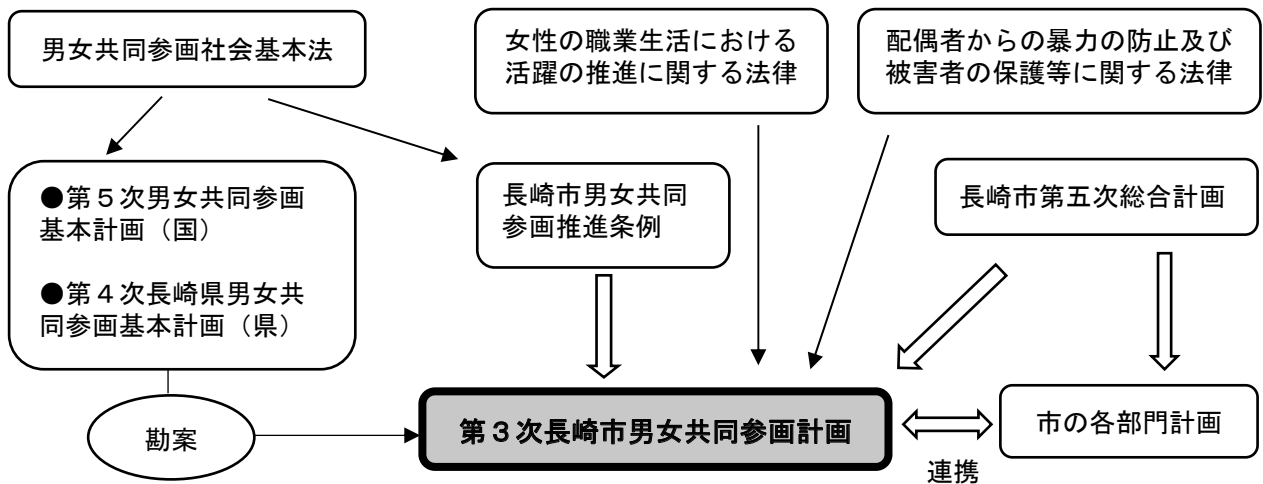 男女共同参画社会基本法
女性の職業生活における
活躍の推進に関する法律
配偶者からの暴力の防止及び
被害者の保護等に関する法律
●第５次男女共同参画
基本計画（国）
●第４次長崎県男女共
同参画基本計画（県）
長崎市男女共同
参画推進条例
長崎市第五次総合計画
勘案
第３次長崎市男女共同参画計画
連携
市の各部門計画